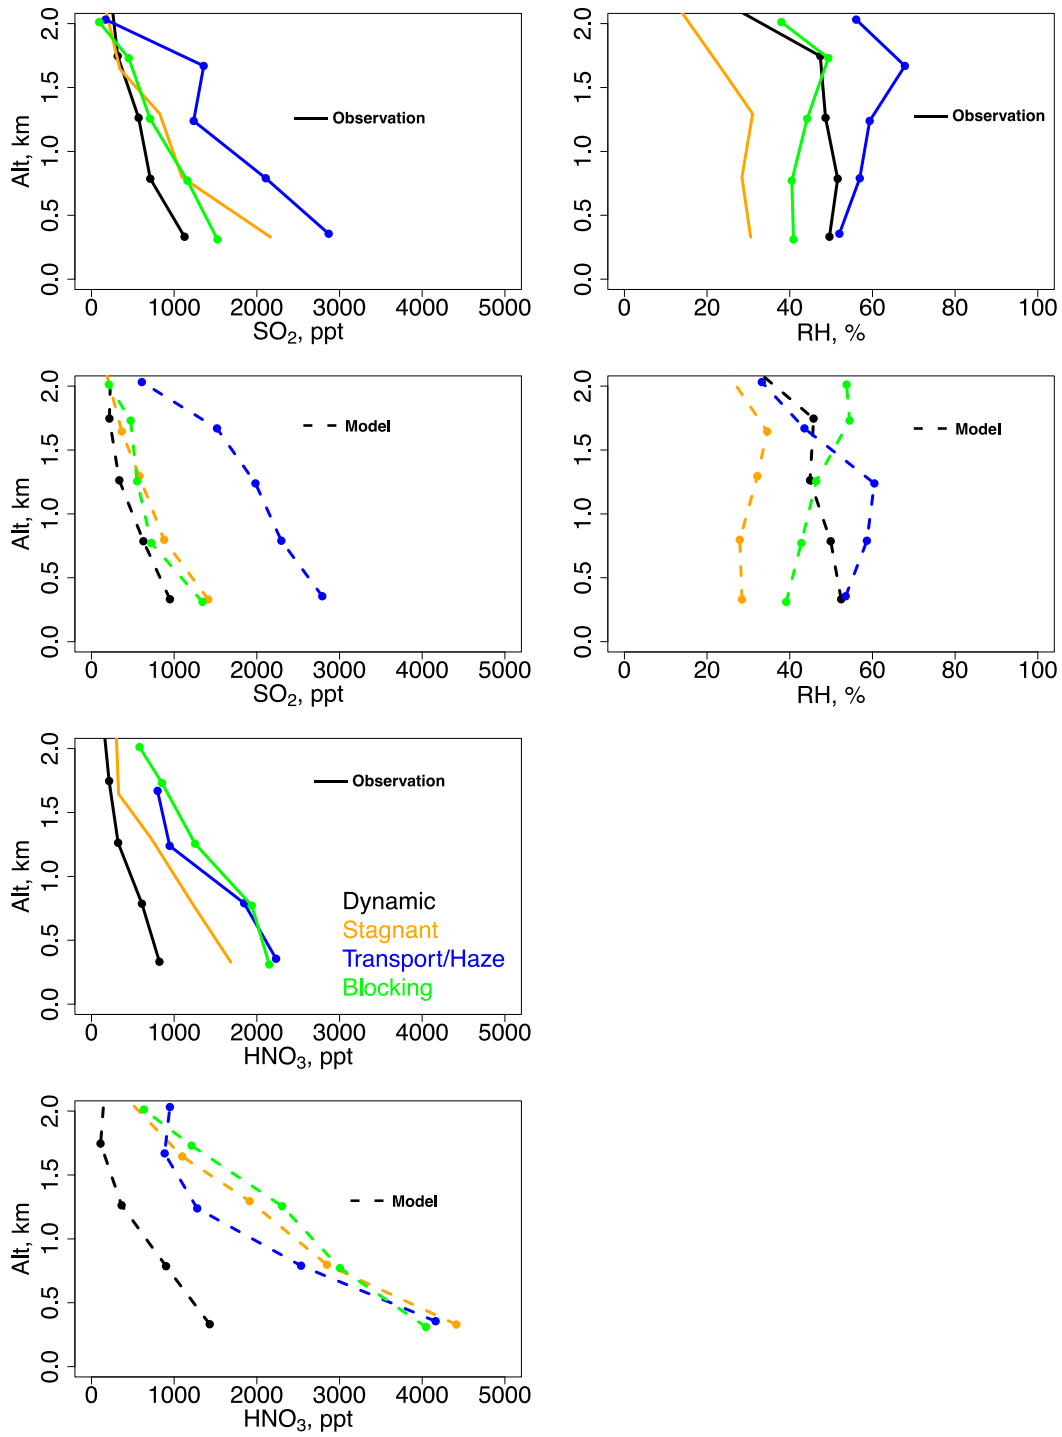 Alt, km
2.0
1.5
1.0
0.5
0.0
Observation
0 1000 2000 3000 4000 5000
SO₂, ppt
2.0
1.5
1.0
0.5
0.0
Alt, km
Observation
0 20 40 60 80 100
RH, %
Alt, km
2.0
1.5
1.0
0.5
0.0
Model
0 1000 2000 3000 4000 5000
SO₂, ppt
Alt, km
2.0
1.5
1.0
0.5
0.0
Model
0 20 40 60 80 100
RH, %
Alt, km
2.0
1.5
1.0
0.5
0.0
Observation
Dynamic
Stagnant
Transport/Haze
Blocking
0 1000 2000 3000 4000 5000
HNO₃, ppt
Alt, km
2.0
1.5
1.0
0.5
0.0
Model
0 1000 2000 3000 4000 5000
HNO₃, ppt